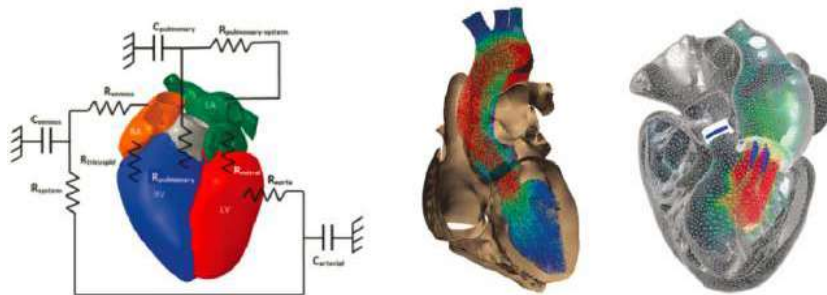 Cpulmonary
Rpulmonary-system
Rvenous
Cvenous
LA
RA
Rtricuspid
Rsystem
Rpulmonary
Rmitral
Raorta
RV
LV
Carterial